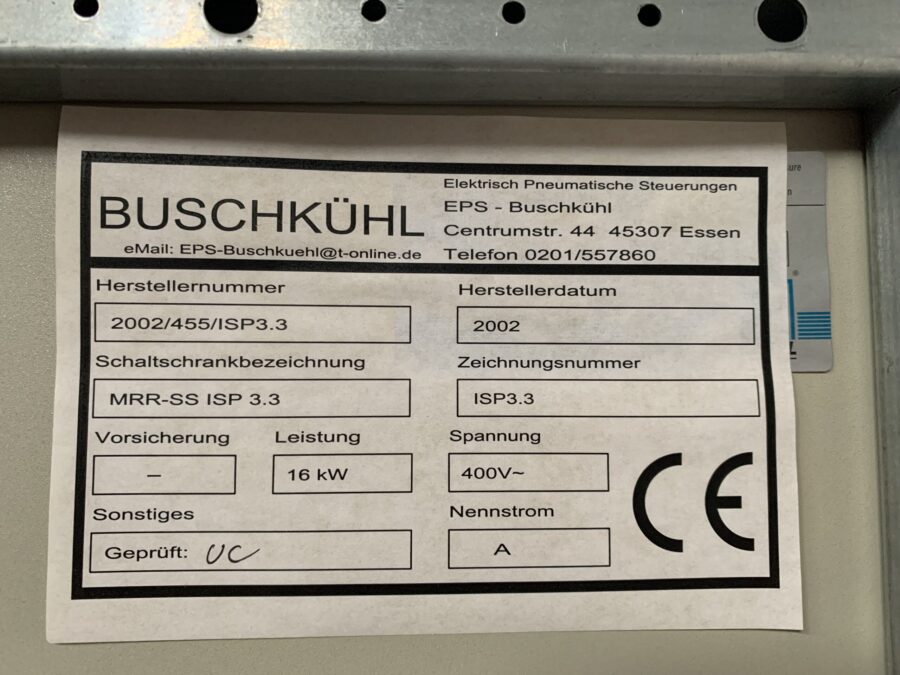 BUSCHKÜHL
eMail: EPS-Buschkuehl@t-online.de
Elektrisch Pneumatische Steuerungen
EPS - Buschkühl
Centrumstr. 44 45307 Essen
Telefon 0201/557860
Herstellernummer
2002/455/ISP3.3
Herstellerdatum
2002
Schaltschrankbezeichnung
MRR-SS ISP 3.3
Zeichnungsnummer
ISP3.3
Vorsicherung
–
Leistung
16 kW
Spannung
400V~
Sonstiges
Geprüft: UC
Nennstrom
A
CE